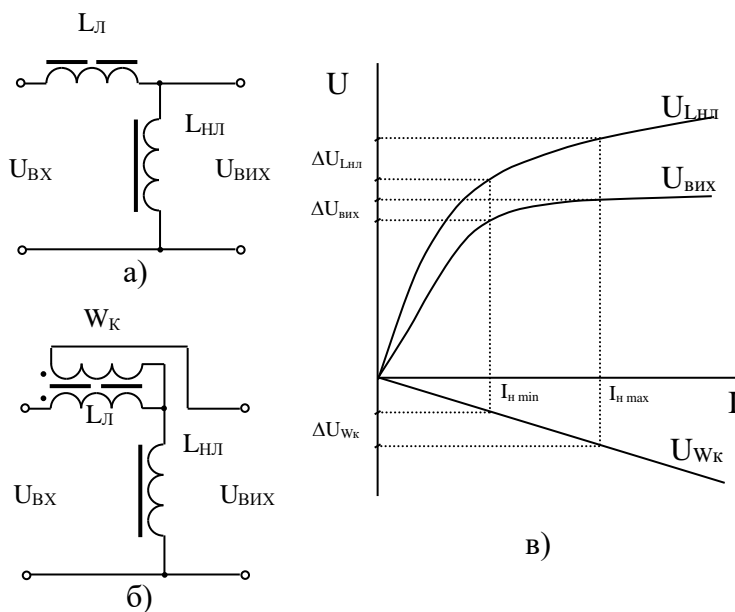 LЛ
LНЛ
UВХ
UВИХ
а)
WК
LЛ
LНЛ
UВХ
UВИХ
б)
U
ULнл
Uвих
ΔULнл
ΔUвих
Iн min
Iн max
I
ΔUWк
UWк
в)